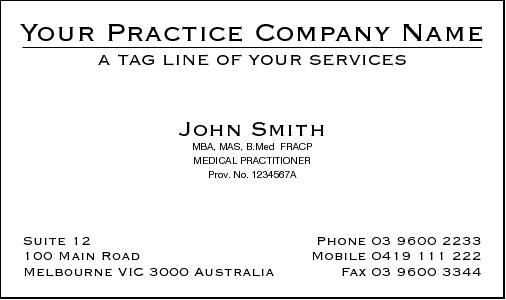 Your Practice Company Name
A TAG LINE OF YOUR SERVICES
John Smith
MBA, MAS, B.Med FRACP
MEDICAL PRACTITIONER
Prov. No. 1234567A
Suite 12
100 Main Road
Melbourne VIC 3000 Australia
Phone 03 9600 2233
Mobile 0419 111 222
Fax 03 9600 3344